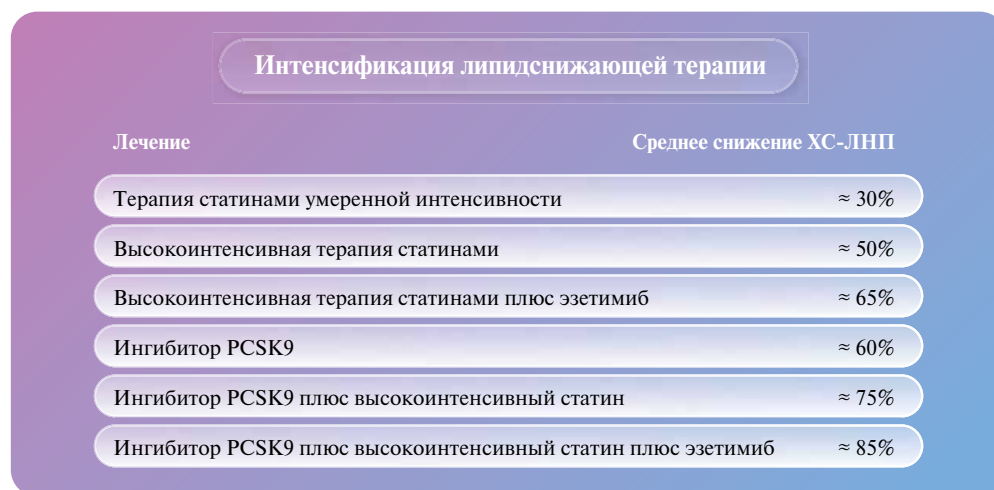 Интенсификация липидснижающей терапии
Лечение Среднее снижение ХС-ЛНП
Терапия статинами умеренной интенсивности ≈ 30%
Высокоинтенсивная терапия статинами ≈ 50%
Высокоинтенсивная терапия статинами плюс эзетимиб ≈ 65%
Ингибитор PCSK9 ≈ 60%
Ингибитор PCSK9 плюс высокоинтенсивный статин ≈ 75%
Ингибитор PCSK9 плюс высокоинтенсивный статин плюс эзетимиб ≈ 85%